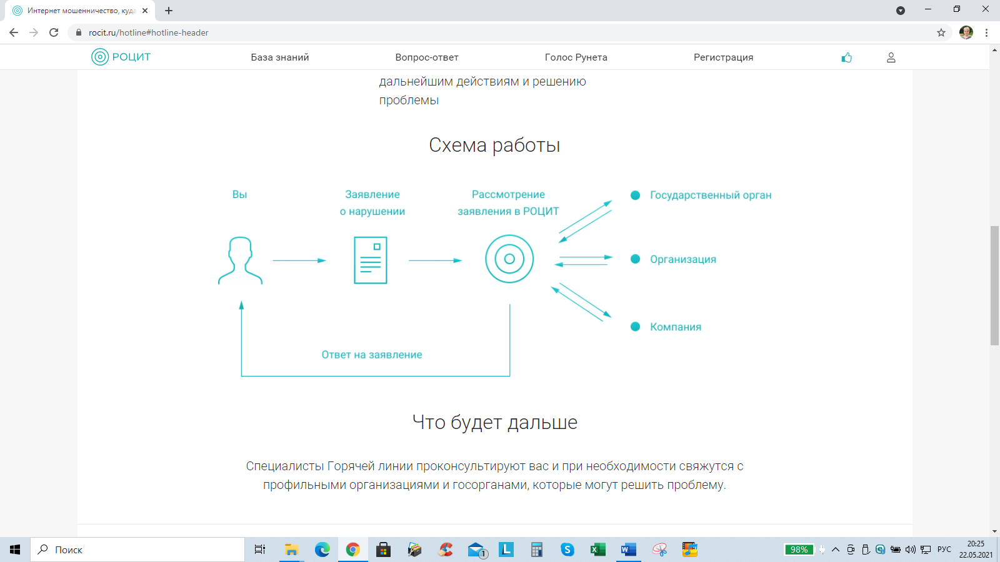 Интернет мошенничество, куда
rocit.ru/hotline#hotline-header
РОЦИТ
База знаний
Вопрос-ответ
Голос Рунета
Регистрация
дальнейшим действиям и решению
проблемы
Схема работы
Вы
Заявление
о нарушении
Рассмотрение
заявления в РОЦИТ
Государственный орган
Организация
Компания
Ответ на заявление
Что будет дальше
Специалисты Горячей линии проконсультируют вас и при необходимости свяжутся с
профильными организациями и госорганами, которые могут решить проблему.
Поиск
1
L
S
X
W
98%
РУС
20:25
22.05.2021